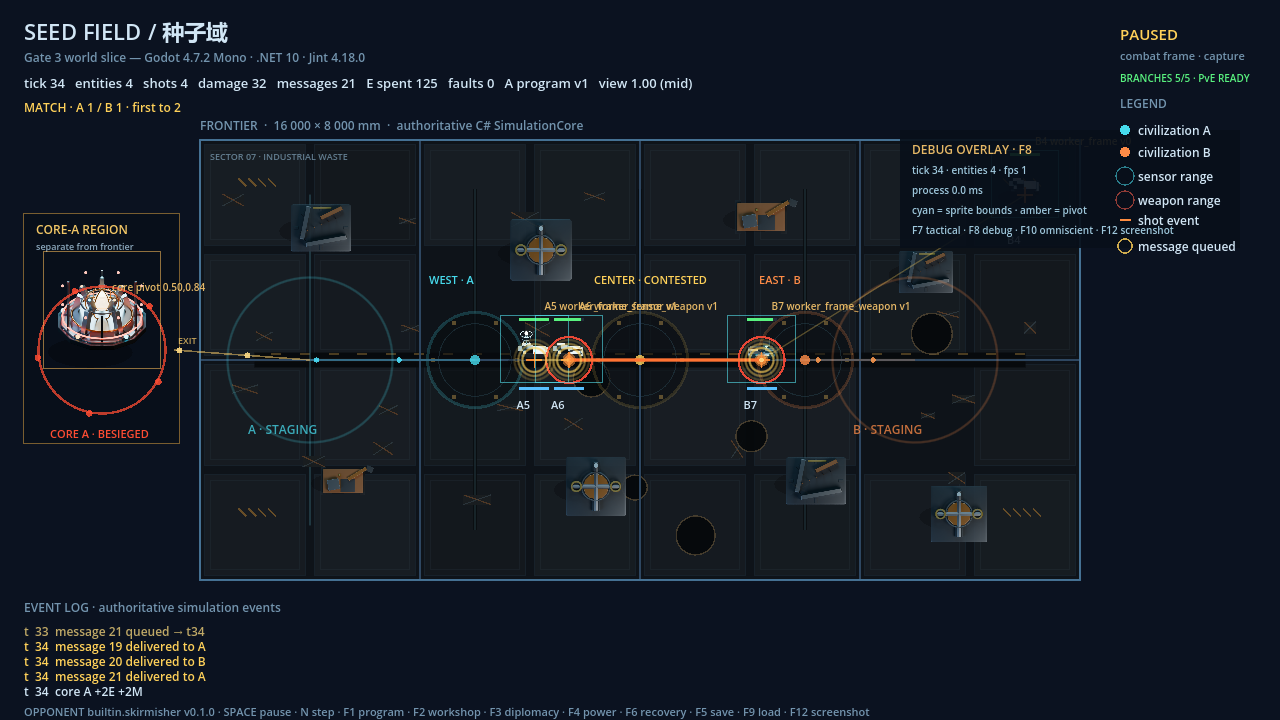 SEED FIELD / 种子域
Gate 3 world slice — Godot 4.7.2 Mono · .NET 10 · Jint 4.18.0
tick 34 entities 4 shots 4 damage 32 messages 21 E spent 125 faults 0 A program v1 view 1.00 (mid)
MATCH · A 1 / B 1 · first to 2
PAUSED
combat frame · capture
BRANCHES 5/5 · PvE READY
LEGEND
civilization A
civilization B
sensor range
weapon range
shot event
message queued
FRONTIER · 16 000 × 8 000 mm · authoritative C# SimulationCore
SECTOR 07 · INDUSTRIAL WASTE
B4 worker_frame
DEBUG OVERLAY · F8
tick 34 · entities 4 · fps 1
process 0.0 ms
cyan = sprite bounds · amber = pivot
F7 tactical · F8 debug · F10 omniscient · F12 screenshot
B4
CORE-A REGION
separate from frontier
core pivot 0.50,0.84
EXIT
CORE A · BESIEGED
WEST · A
CENTER · CONTESTED
EAST · B
A5 worker_frame_sensor v1
weapon v1
B7 worker_frame_weapon v1
A5
A6
B7
A · STAGING
B · STAGING
EVENT LOG · authoritative simulation events
t 33 message 21 queued → t34
t 34 message 19 delivered to A
t 34 message 20 delivered to B
t 34 message 21 delivered to A
t 34 core A +2E +2M
OPPONENT builtin.skirmisher v0.1.0 · SPACE pause · N step · F1 program · F2 workshop · F3 diplomacy · F4 power · F6 recovery · F5 save · F9 load · F12 screenshot